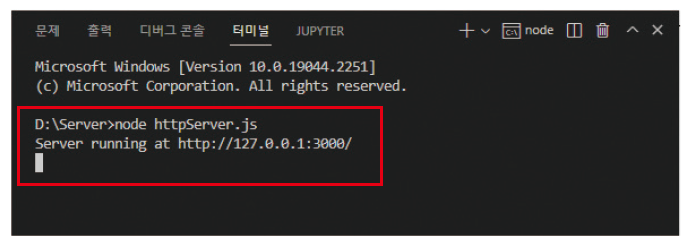 문제 출력 디버그 콘솔 터미널 JUPYTER node
Microsoft Windows [Version 10.0.19044.2251]
(c) Microsoft Corporation. All rights reserved.
D:\Server>node httpServer.js
Server running at http://127.0.0.1:3000/